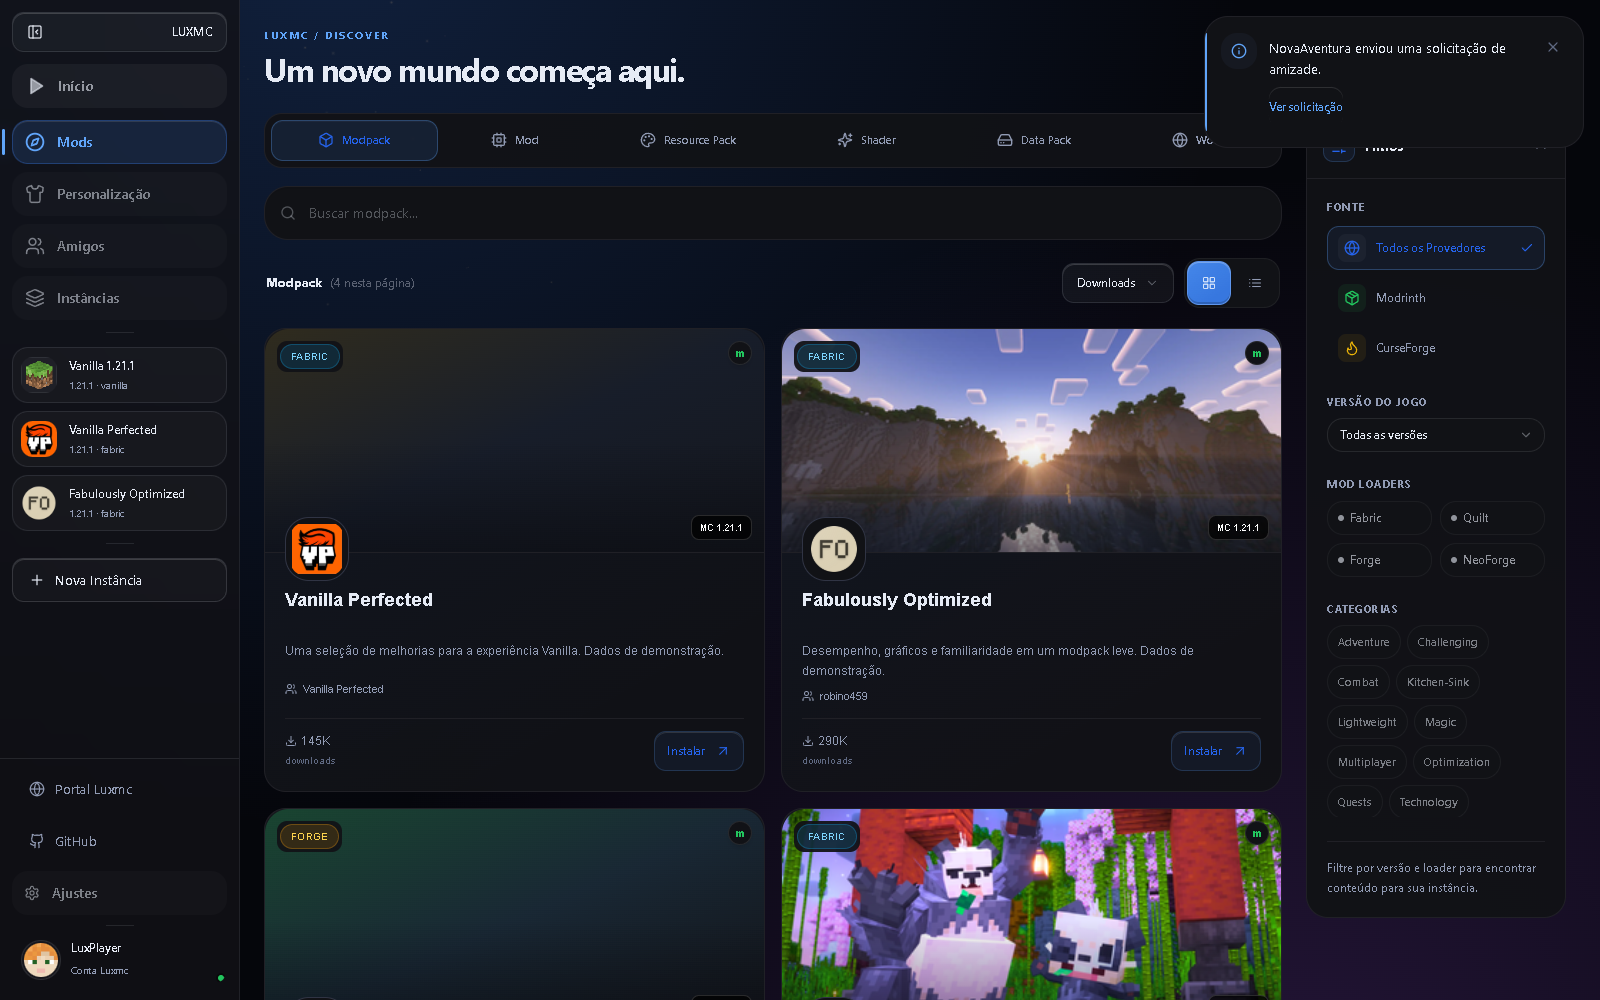 LUXMC
Início
Mods
Personalização
Amigos
Instâncias
Vanilla 1.21.1
1.21.1 · vanilla
Vanilla Perfected
1.21.1 · fabric
Fabulously Optimized
1.21.1 · fabric
Nova Instância
Portal Luxmc
GitHub
Ajustes
LuxPlayer
Conta Luxmc
LUXMC / DISCOVER
Um novo mundo começa aqui.
Modpack
Mod
Resource Pack
Shader
Data Pack
Buscar modpack...
Modpack (4 nesta página)
Downloads
FABRIC
m
VP
MC 1.21.1
Vanilla Perfected
Uma seleção de melhorias para a experiência Vanilla. Dados de demonstração.
Vanilla Perfected
145K
downloads
Instalar
FABRIC
m
FO
MC 1.21.1
Fabulously Optimized
Desempenho, gráficos e familiaridade em um modpack leve. Dados de
demonstração.
robino459
290K
downloads
Instalar
FORGE
m
FABRIC
m
NovaAventura enviou uma solicitação de
amizade.
Ver solicitação
FONTE
Todos os Provedores
Modrinth
CurseForge
VERSÃO DO JOGO
Todas as versões
MOD LOADERS
Fabric
Quilt
Forge
NeoForge
CATEGORIAS
Adventure
Challenging
Combat
Kitchen-Sink
Lightweight
Magic
Multiplayer
Optimization
Quests
Technology
Filtre por versão e loader para encontrar
conteúdo para sua instância.